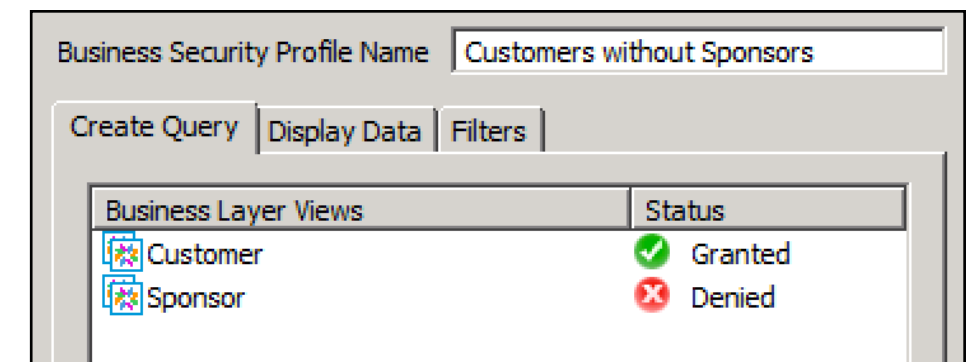 Business Security Profile Name Customers without Sponsors
Create Query Display Data Filters
Business Layer Views Status
Customer Granted
Sponsor Denied